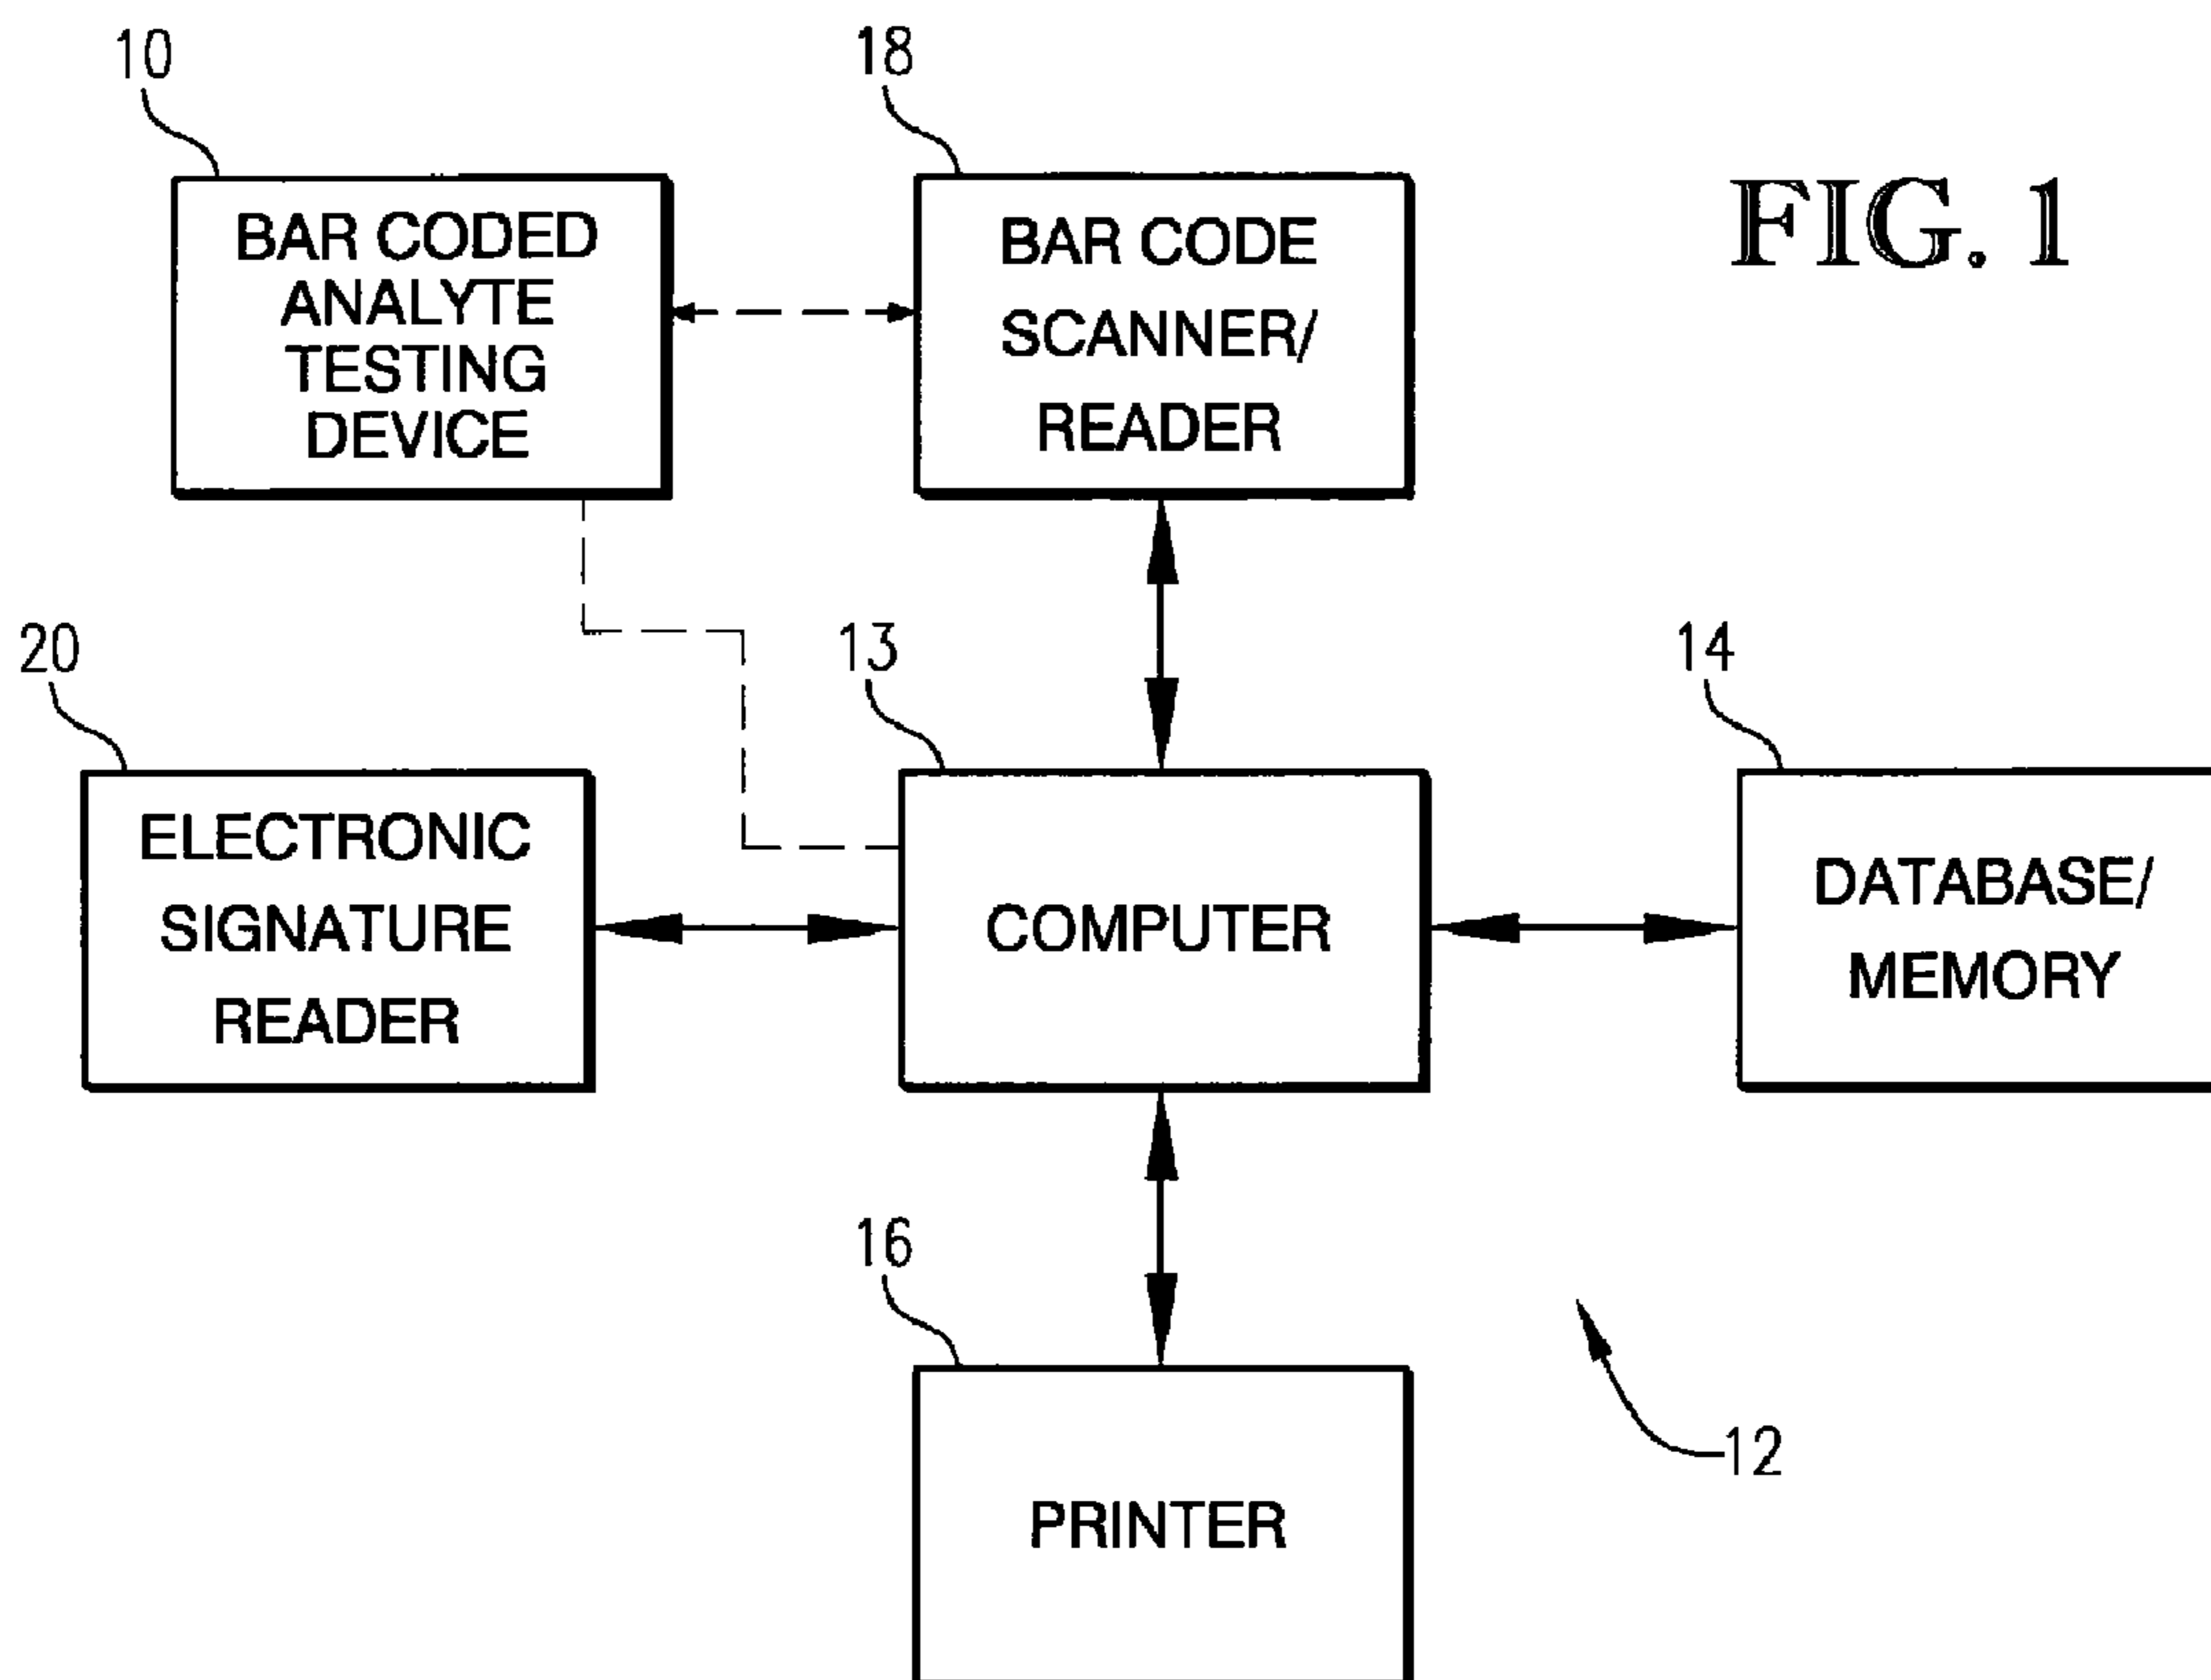 10
18
FIG. 1
BAR CODED
ANALYTE
TESTING
DEVICE
BAR CODE
SCANNER/
READER
20
13
14
ELECTRONIC
SIGNATURE
READER
COMPUTER
DATABASE/
MEMORY
16
12
PRINTER